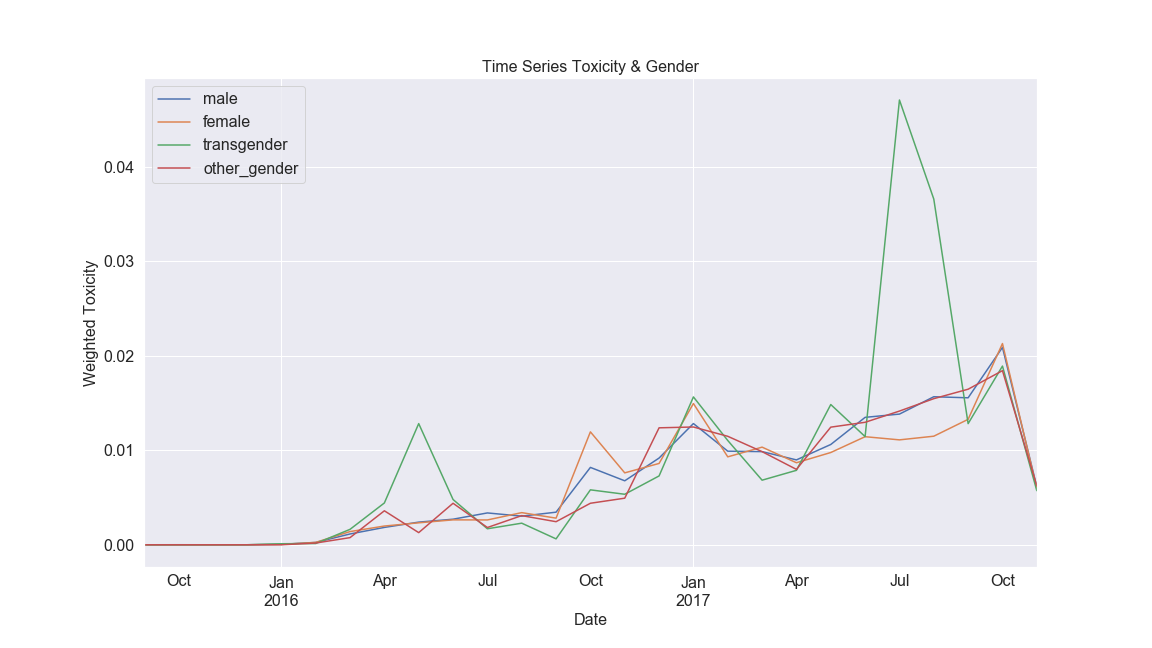 Time Series Toxicity & Gender
male
female
transgender
other_gender
Weighted Toxicity
0.04
0.03
0.02
0.01
0.00
Oct Jan Apr Jul Oct Jan Apr Jul Oct
2016 2017
Date